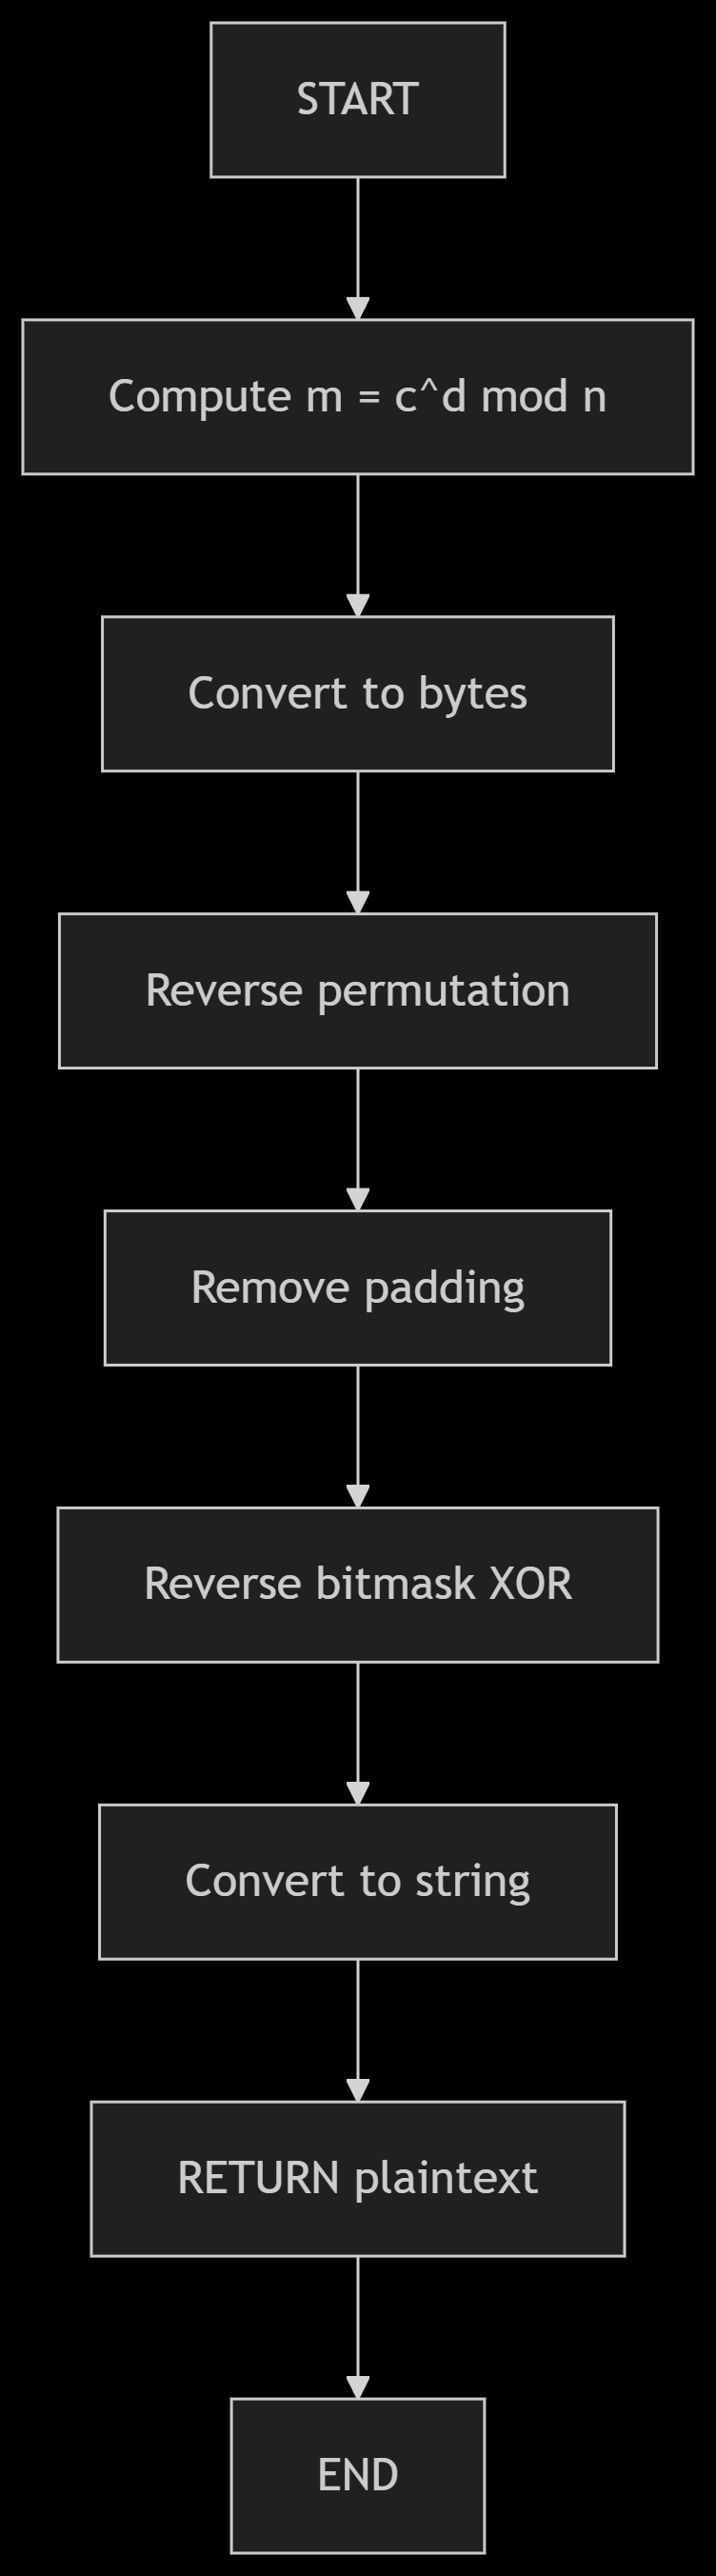 START
Compute m = c^d mod n
Convert to bytes
Reverse permutation
Remove padding
Reverse bitmask XOR
Convert to string
RETURN plaintext
END